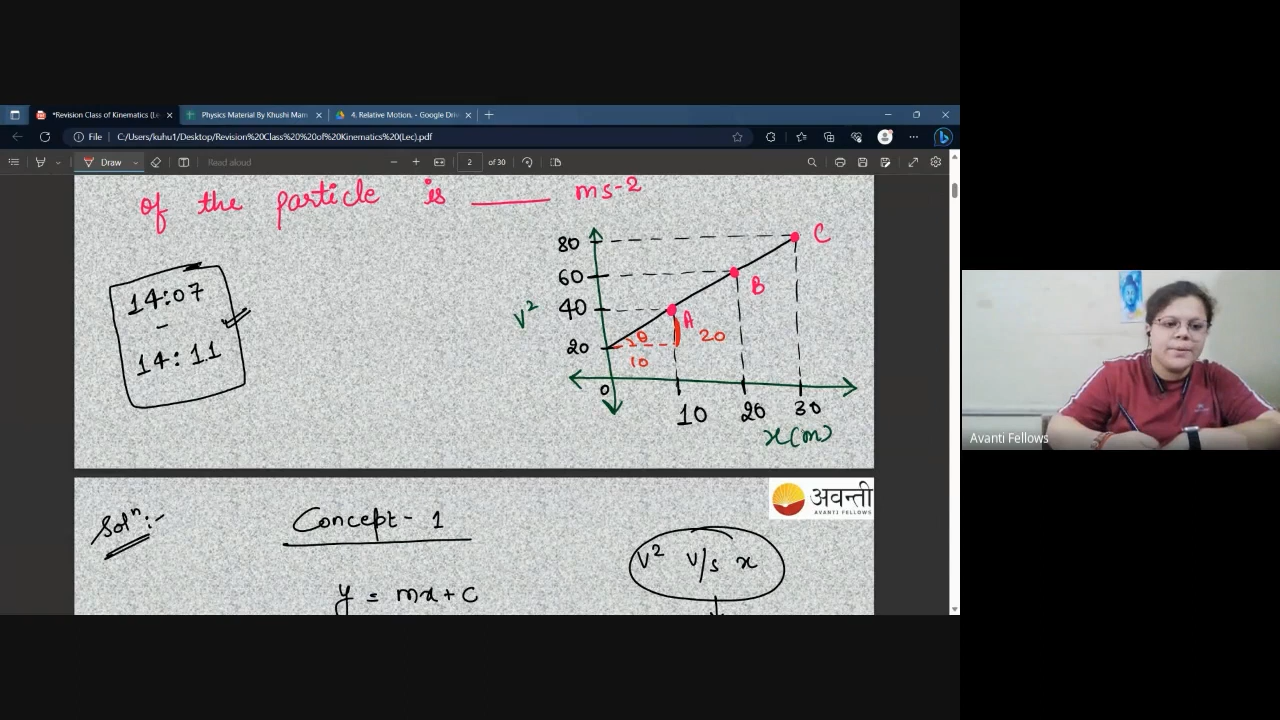 *Revision Class of Kinematics (Le
Physics Material By Khushi Mam
4. Relative Motion. - Google Driv
File
C:/Users/kuhu1/Desktop/Revision%20Class%20%20of%20Kinematics%20(Lec).pdf
Draw
Read aloud
2 of 30
of the particle is _____ ms-2
14:07
-
14:11
V²
80
60
40
20
0
10
20
30
x(m)
A
B
C
θ
10
20
अवन्ती
AVANTI FELLOWS
Solⁿ:-
Concept - 1
V² V/s x
y = mx + c
Avanti Fellows